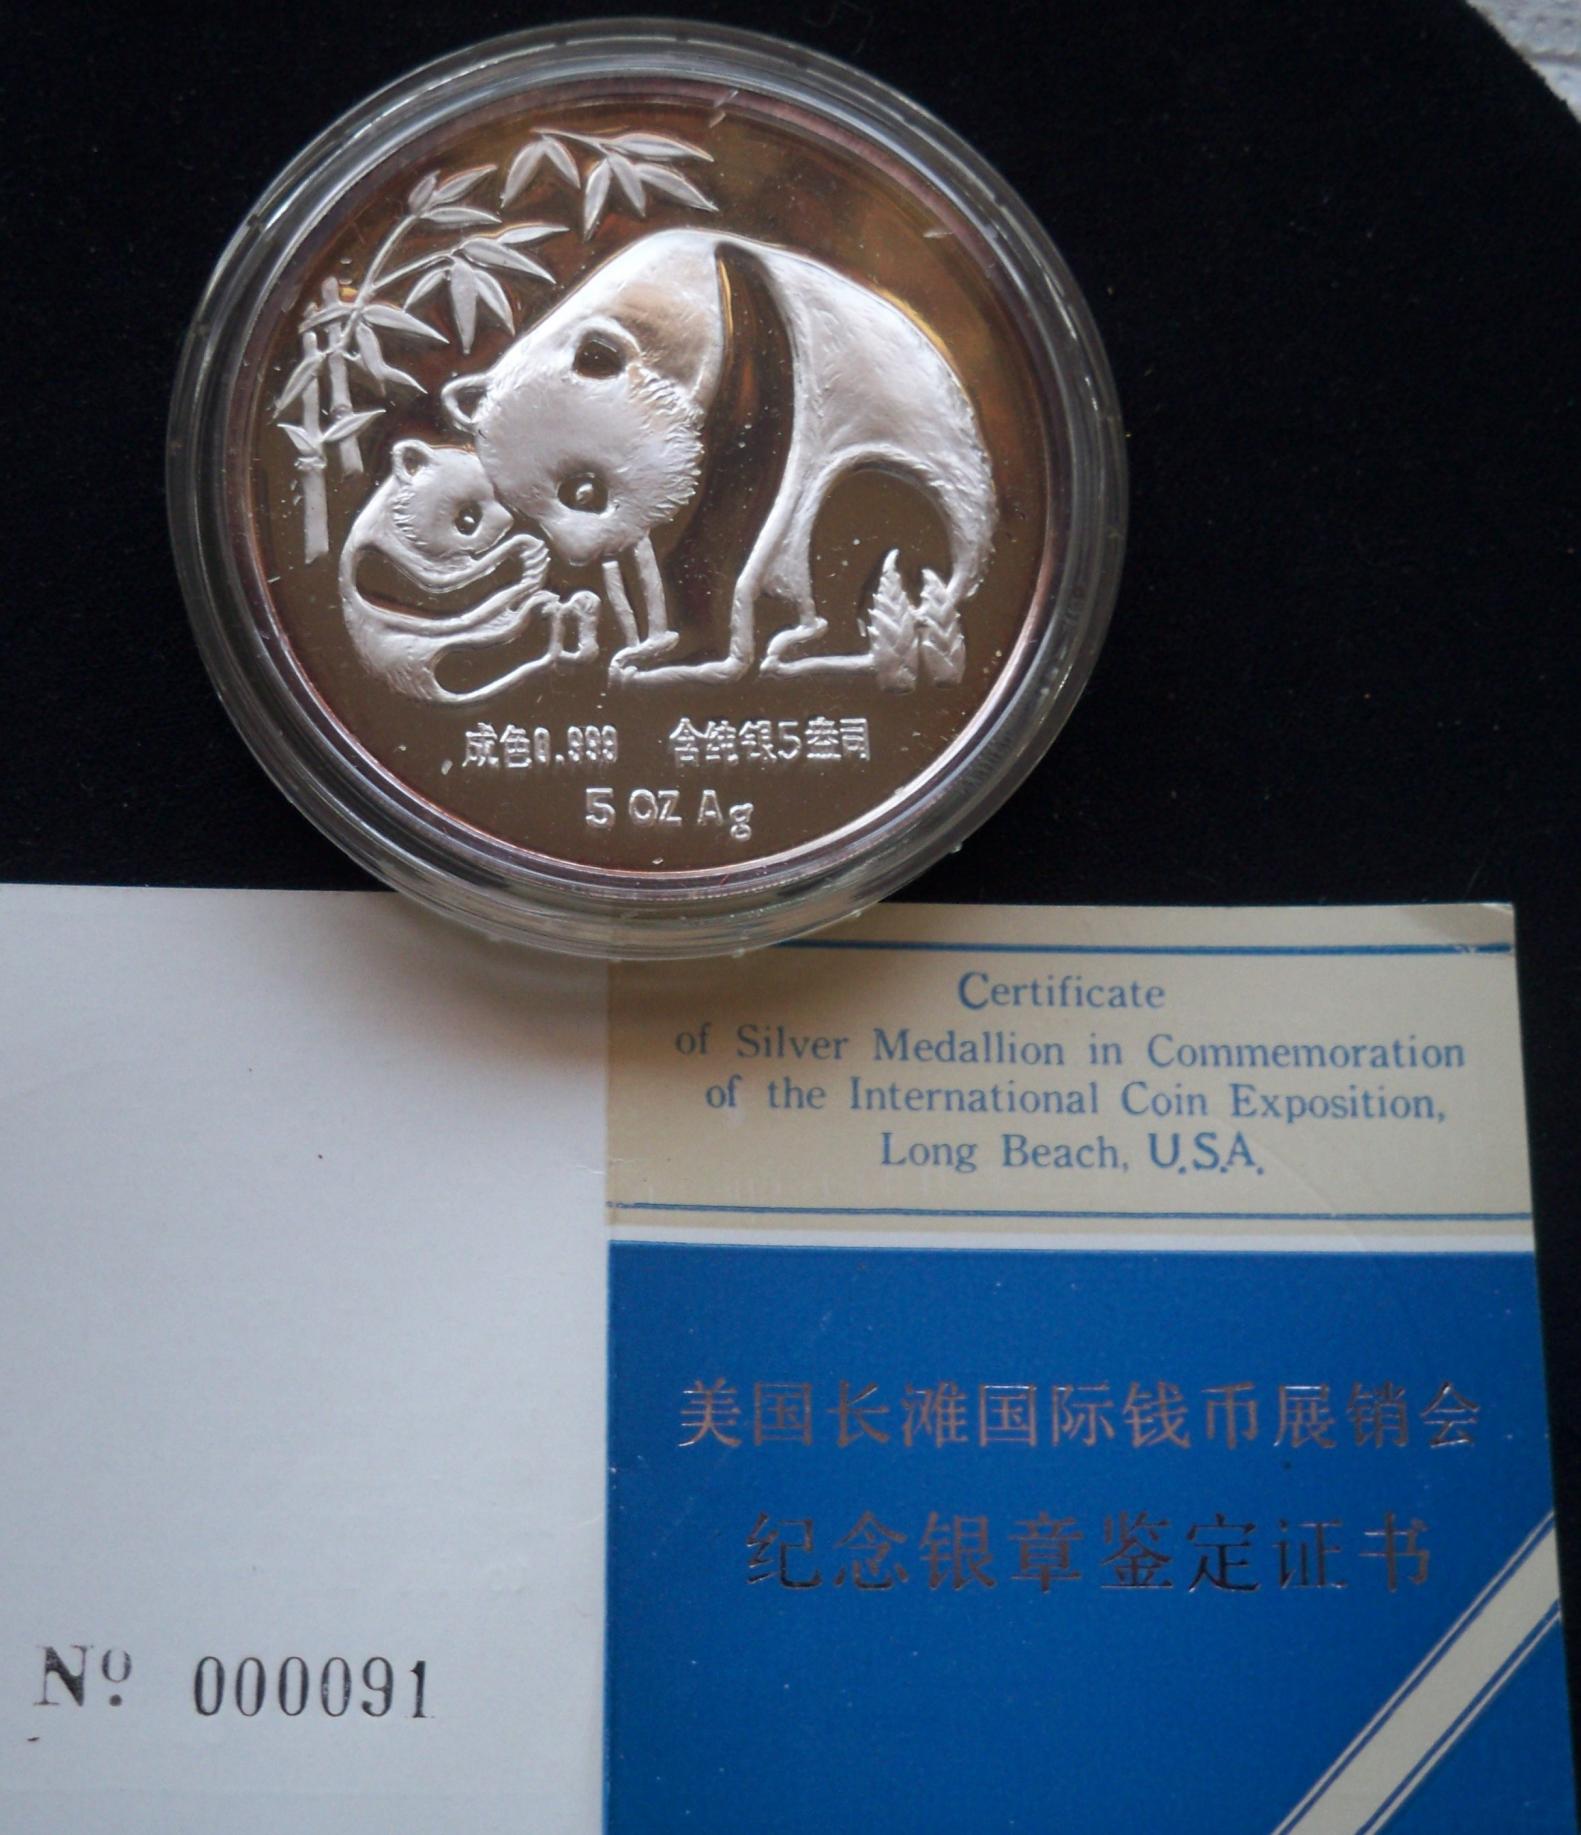 成色0.999 含纯银5盎司
5 OZ Ag
Certificate
of Silver Medallion in Commemoration
of the International Coin Exposition,
Long Beach, U.S.A.
美国长滩国际钱币展销会
纪念银章鉴定证书
Nº 000091